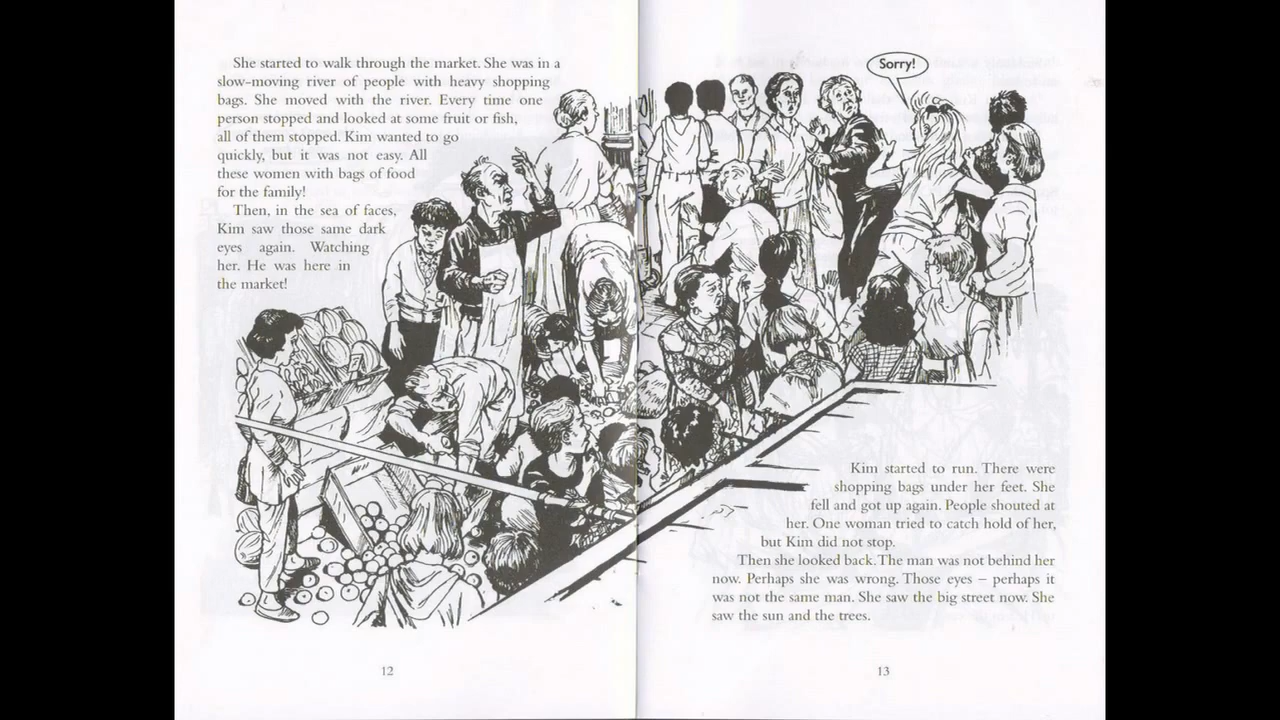 She started to walk through the market. She was in a
slow-moving river of people with heavy shopping
bags. She moved with the river. Every time one
person stopped and looked at some fruit or fish,
all of them stopped. Kim wanted to go
quickly, but it was not easy. All
these women with bags of food
for the family!
Then, in the sea of faces,
Kim saw those same dark
eyes again. Watching
her. He was here in
the market!
12
Sorry!
Kim started to run. There were
shopping bags under her feet. She
fell and got up again. People shouted at
her. One woman tried to catch hold of her,
but Kim did not stop.
Then she looked back. The man was not behind her
now. Perhaps she was wrong. Those eyes – perhaps it
was not the same man. She saw the big street now. She
saw the sun and the trees.
13